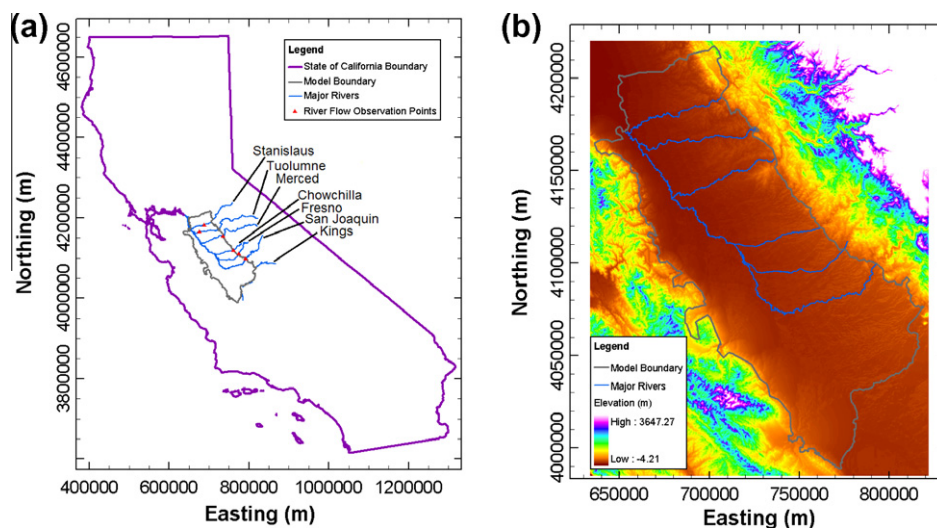 (a)
Legend
State of California Boundary
Model Boundary
Major Rivers
River Flow Observation Points
Stanislaus
Tuolumne
Merced
Chowchilla
Fresno
San Joaquin
Kings
Northing (m)
4600000
4400000
4200000
4000000
3800000
400000 600000 800000 1000000 1200000
Easting (m)
(b)
Northing (m)
4200000
4150000
4100000
4050000
4000000
Legend
Model Boundary
Major Rivers
Elevation (m)
High : 3647.27
Low : -4.21
650000 700000 750000 800000
Easting (m)